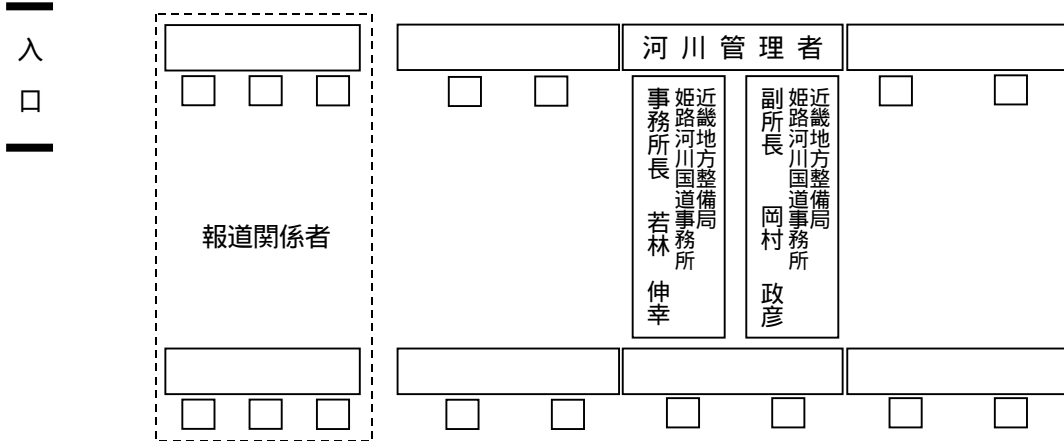 入口
報道関係者
河川管理者
近畿地方整備局
姫路河川国道事務所
副所長 岡村 政彦
近畿地方整備局
姫路河川国道事務所
事務所長 若林 伸幸